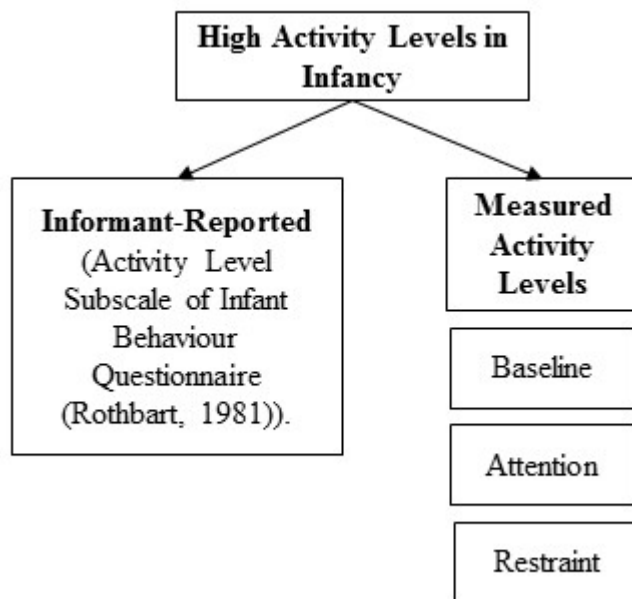 High Activity Levels in
Infancy
Informant-Reported
(Activity Level
Subscale of Infant
Behaviour
Questionnaire
(Rothbart, 1981)).
Measured
Activity
Levels
Baseline
Attention
Restraint